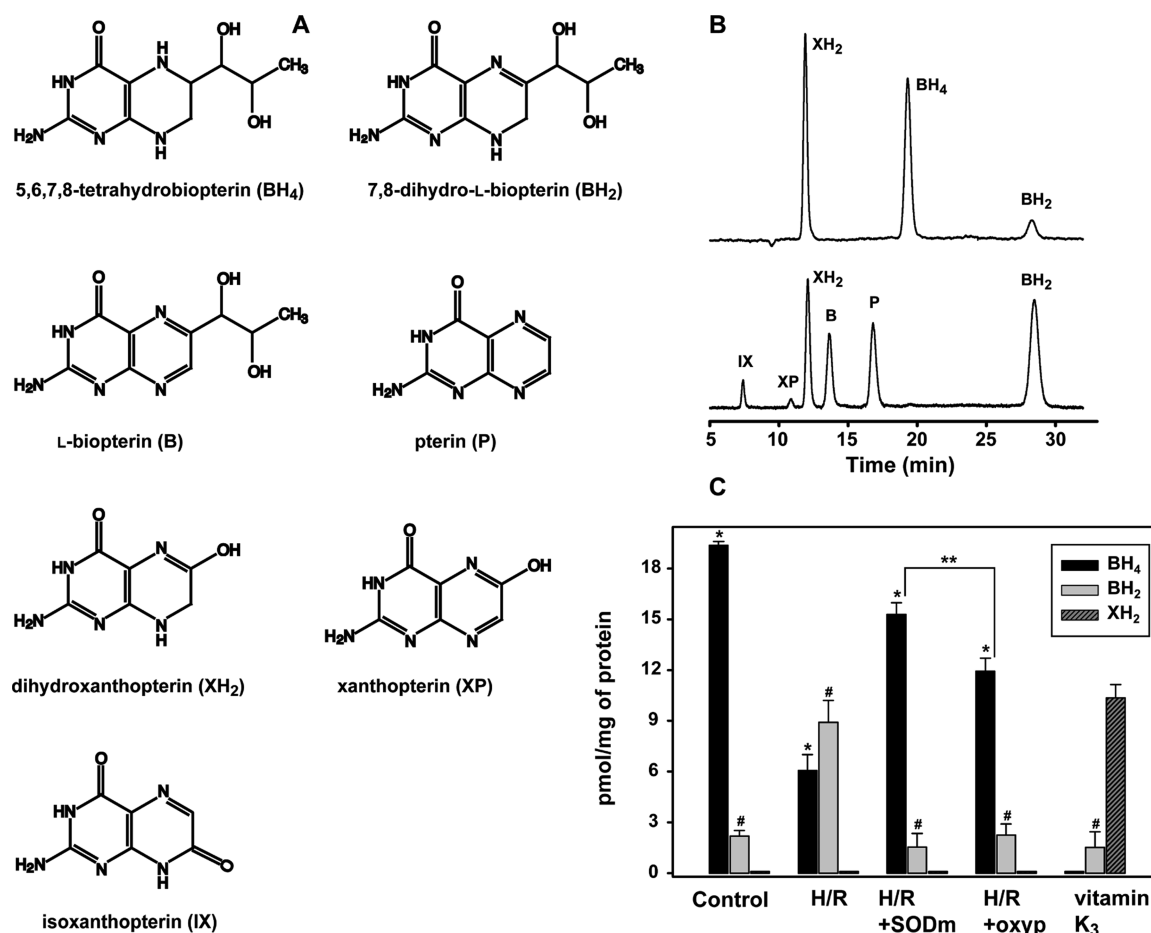 A
O
OH
H
N
HN
CH₃
H₂N
N
N
H
OH
5,6,7,8-tetrahydrobiopterin (BH₄)
O
OH
N
HN
CH₃
H₂N
N
N
H
OH
7,8-dihydro-L-biopterin (BH₂)
O
OH
N
HN
CH₃
H₂N
N
N
OH
L-biopterin (B)
O
N
HN
H₂N
N
N
pterin (P)
O
N
OH
HN
H₂N
N
N
H
dihydroxanthopterin (XH₂)
O
N
OH
HN
H₂N
N
N
xanthopterin (XP)
O
N
HN
H₂N
N
N
H
O
isoxanthopterin (IX)
B
XH₂
BH₄
BH₂
IX
XP
XH₂
B
P
BH₂
5 10 15 20 25 30
Time (min)
C
pmol/mg of protein
18
15
12
9
6
3
0
* # * # * # ** * # #
BH₄
BH₂
XH₂
Control
H/R
H/R
+SODm
H/R
+oxyp
vitamin
K₃